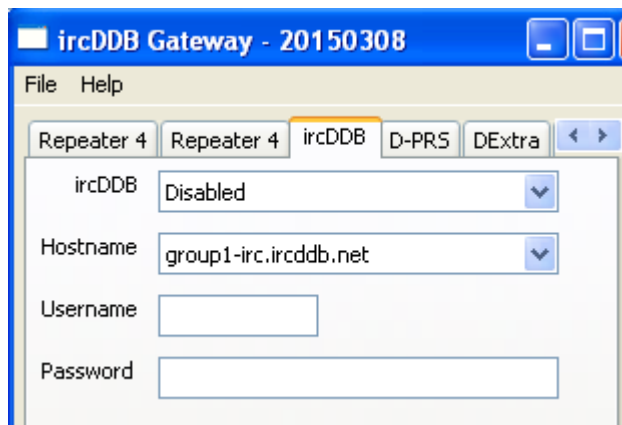 ircDDB Gateway - 20150308
File Help
Repeater 4 Repeater 4 ircDDB D-PRS DExtra
ircDDB Disabled
Hostname group1-irc.ircddb.net
Username
Password